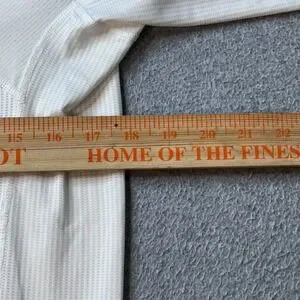 15 16 17 18 19 20 21 22
OT HOME OF THE FINES